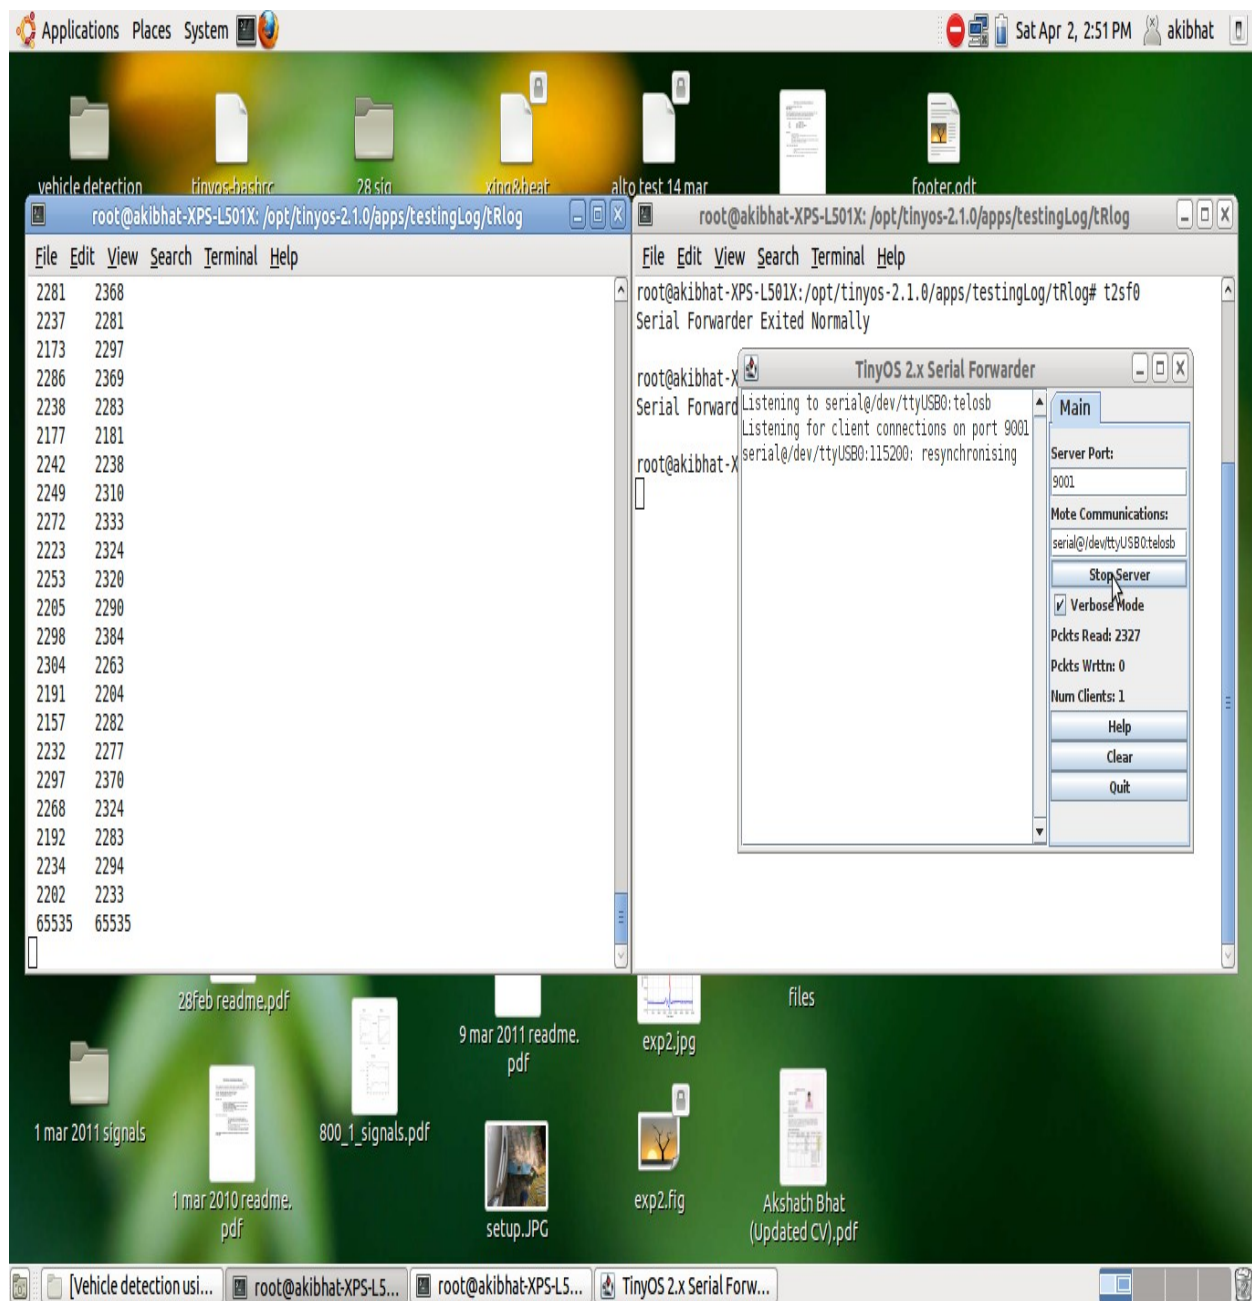 Applications Places System
Sat Apr 2, 2:51 PM akibhat
vehicle detection
tinyos-bashrc
28 sig
xing&beat
alto test 14 mar
footer.odt
root@akibhat-XPS-L501X: /opt/tinyos-2.1.0/apps/testingLog/tRlog
File Edit View Search Terminal Help
2281 2368
2237 2281
2173 2297
2286 2369
2238 2283
2177 2181
2242 2238
2249 2310
2272 2333
2223 2324
2253 2320
2205 2290
2298 2384
2304 2263
2191 2204
2157 2282
2232 2277
2297 2370
2268 2324
2192 2283
2234 2294
2202 2233
65535 65535
root@akibhat-XPS-L501X: /opt/tinyos-2.1.0/apps/testingLog/tRlog
File Edit View Search Terminal Help
root@akibhat-XPS-L501X:/opt/tinyos-2.1.0/apps/testingLog/tRlog# t2sf0
Serial Forwarder Exited Normally
root@akibhat-X
Serial Forward
root@akibhat-X
TinyOS 2.x Serial Forwarder
Listening to serial@/dev/ttyUSB0:telosb
Listening for client connections on port 9001
serial@/dev/ttyUSB0:115200: resynchronising
Main
Server Port:
9001
Mote Communications:
serial@/dev/ttyUSB0:telosb
Stop Server
Verbose Mode
Pckts Read: 2327
Pckts Wrttn: 0
Num Clients: 1
Help
Clear
Quit
28feb readme.pdf
9 mar 2011 readme.
pdf
exp2.jpg
files
1 mar 2011 signals
1 mar 2010 readme.
pdf
800_1_signals.pdf
setup.JPG
exp2.fig
Akshath Bhat
(Updated CV).pdf
[Vehicle detection usi...
root@akibhat-XPS-L5...
root@akibhat-XPS-L5...
TinyOS 2.x Serial Forw...